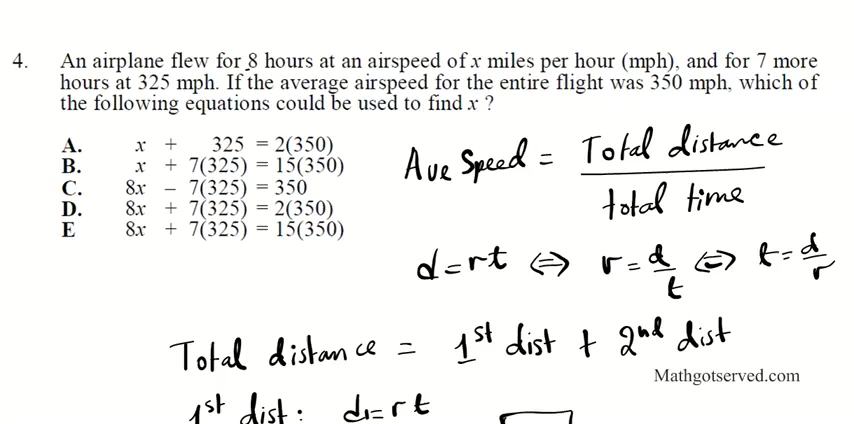 4. An airplane flew for 8 hours at an airspeed of x miles per hour (mph), and for 7 more
hours at 325 mph. If the average airspeed for the entire flight was 350 mph, which of
the following equations could be used to find x ?
A. x + 325 = 2(350)
B. x + 7(325) = 15(350)
C. 8x − 7(325) = 350
D. 8x + 7(325) = 2(350)
E 8x + 7(325) = 15(350)
Ave Speed = Total distance / total time
d=rt ⇔ r=d/t ⇔ t=d/r
Total distance = 1st dist + 2nd dist
Mathgotserved.com
1st dist: d1=rt